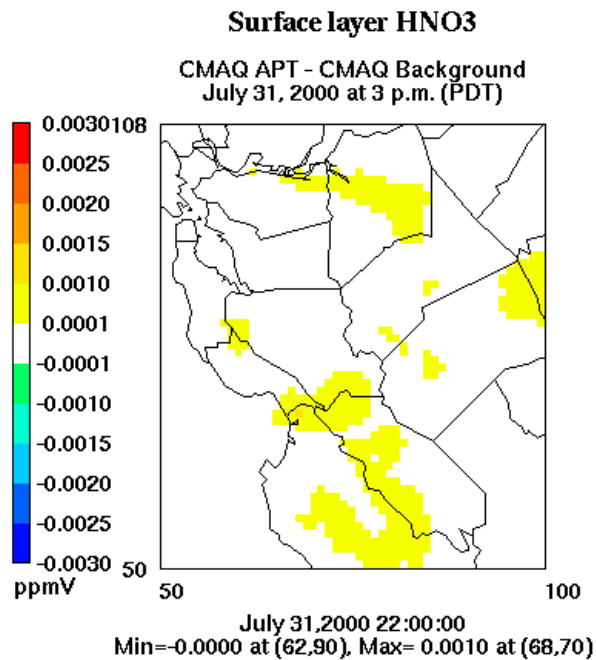 Surface layer HNO3
CMAQ APT - CMAQ Background
July 31, 2000 at 3 p.m. (PDT)
0.0030
0.0025
0.0020
0.0015
0.0010
0.0001
-0.0001
-0.0010
-0.0015
-0.0020
-0.0025
-0.0030
ppmV
108
50
50 100
July 31,2000 22:00:00
Min=-0.0000 at (62,90), Max= 0.0010 at (68,70)